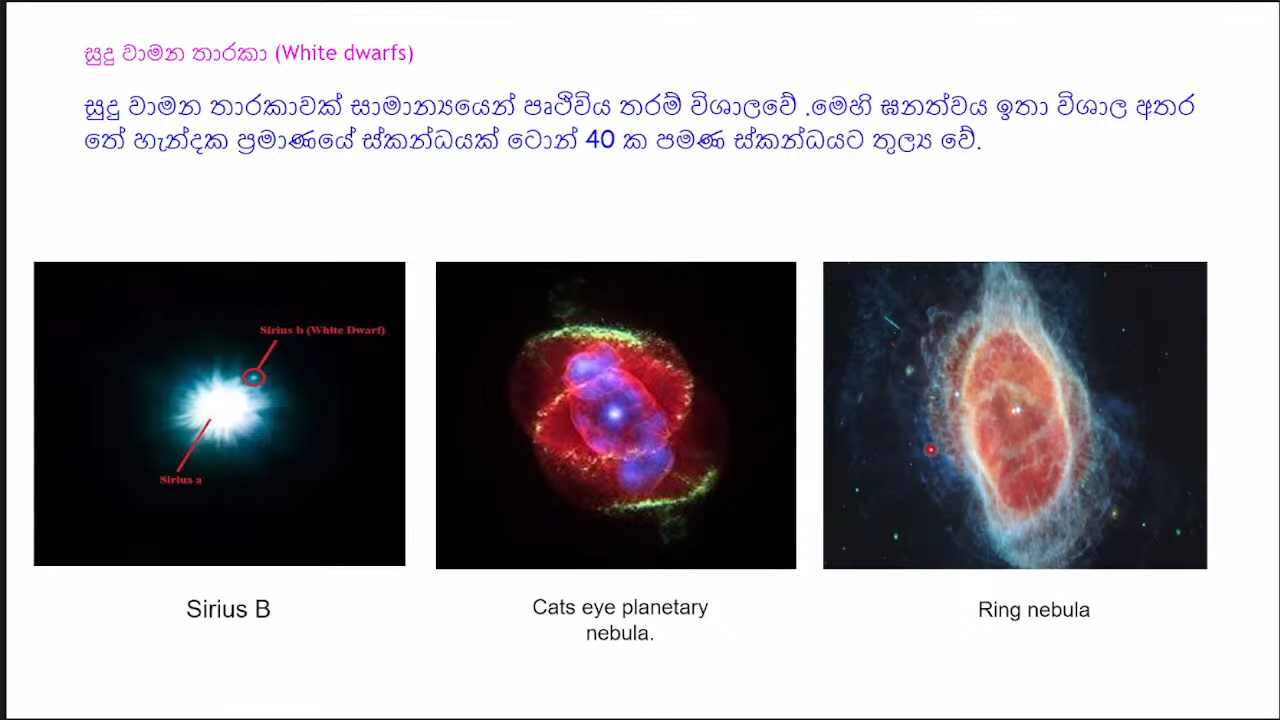 සුදු වාමන තාරකා (White dwarfs)
සුදු වාමන තාරකාවක් සාමාන්‍යයෙන් පෘථිවිය තරම් විශාලවේ .මෙහි ඝනත්වය ඉතා විශාල අතර
තේ හැන්දක ප්‍රමාණයේ ස්කන්ධයක් ටොන් 40 ක පමණ ස්කන්ධයට තුල්‍ය වේ.
Sirius b (White Dwarf)
Sirius a
Sirius B
Cats eye planetary
nebula.
Ring nebula